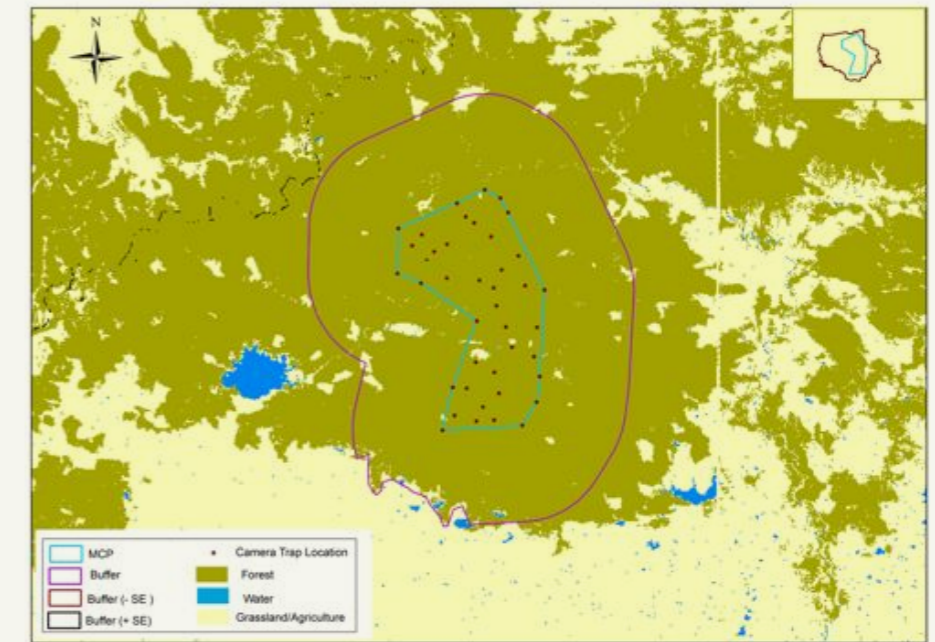 N
MCP
Buffer
Buffer (- SE )
Buffer (+ SE)
Camera Trap Location
Forest
Water
Grassland/Agriculture